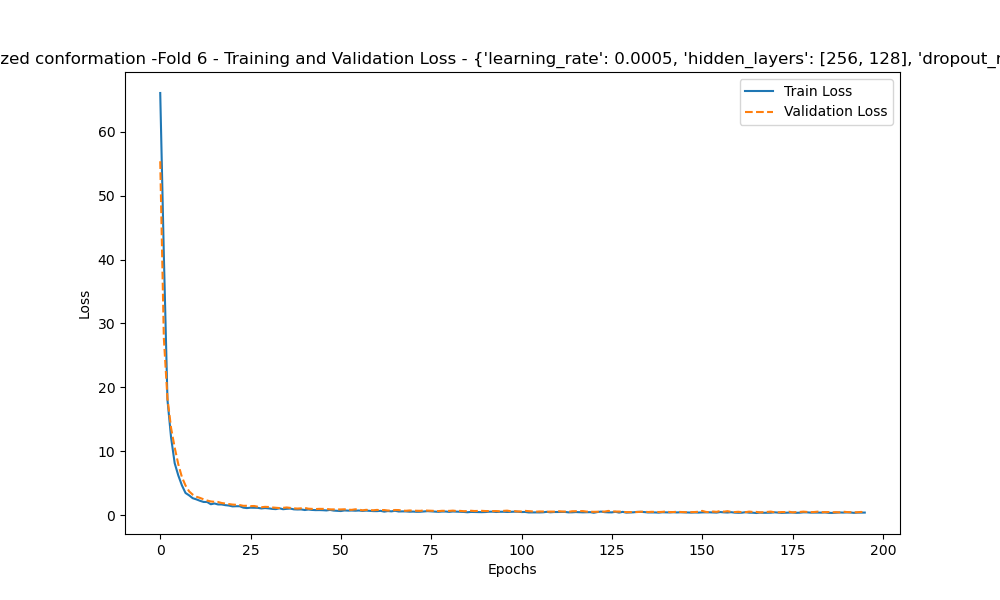 zed conformation -Fold 6 - Training and Validation Loss - {'learning_rate': 0.0005, 'hidden_layers': [256, 128], 'dropout_r
Train Loss
Validation Loss
60
50
40
30
20
10
0
Loss
0 25 50 75 100 125 150 175 200
Epochs